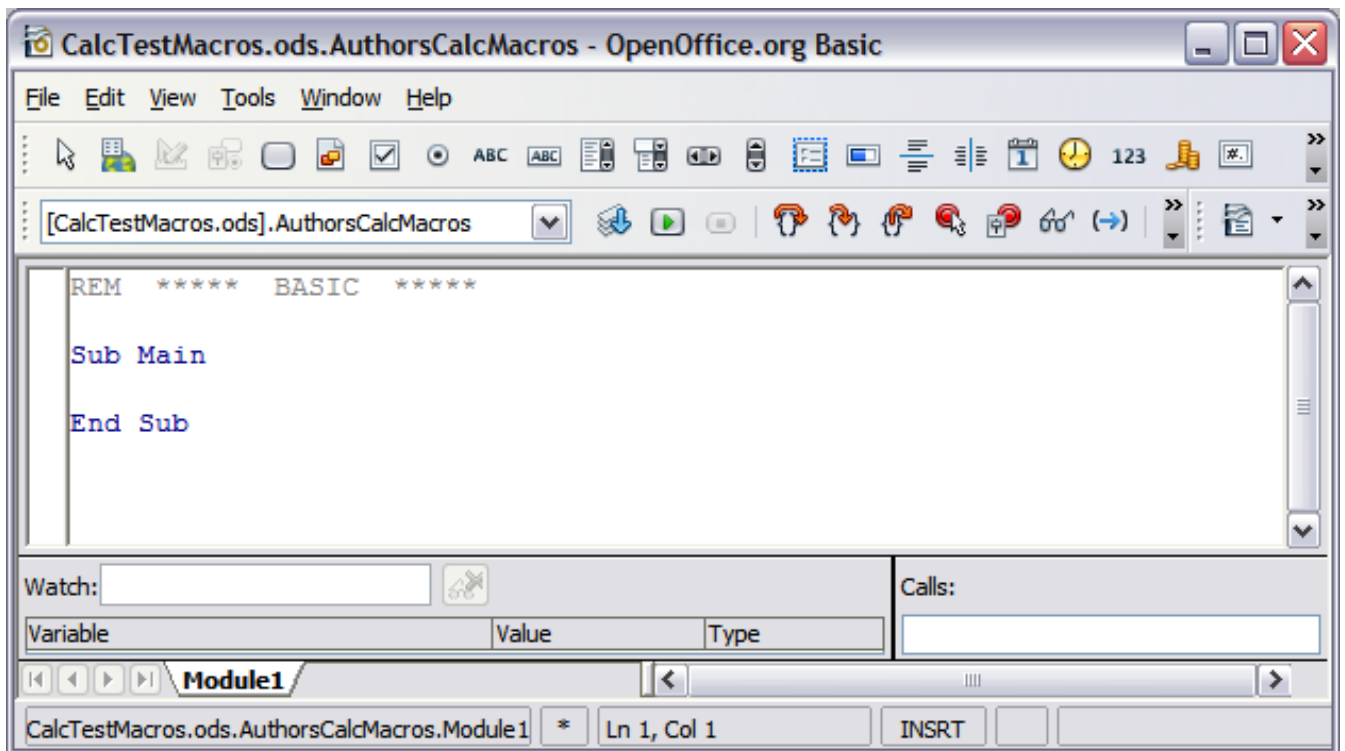 CalcTestMacros.ods.AuthorsCalcMacros - OpenOffice.org Basic
File Edit View Tools Window Help
ABC ABC 1 123 #.
[CalcTestMacros.ods].AuthorsCalcMacros
REM ***** BASIC *****
Sub Main
End Sub
Watch: Calls:
Variable Value Type
Module1
CalcTestMacros.ods.AuthorsCalcMacros.Module1 * Ln 1, Col 1 INSRT